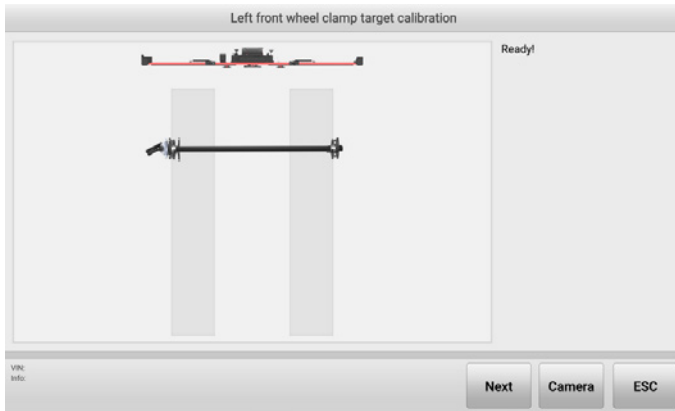 Left front wheel clamp target calibration
Ready!
VIN:
Info:
Next
Camera
ESC